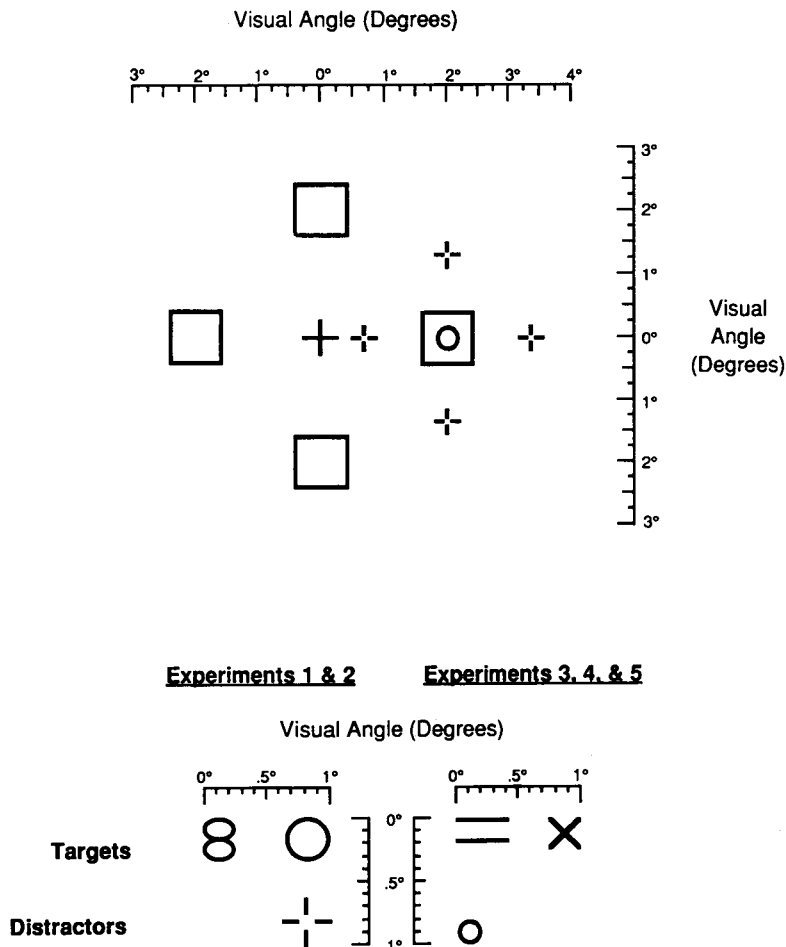 Visual Angle (Degrees)
3° 2° 1° 0° 1° 2° 3° 4°
3°
2°
1°
0°
1°
2°
3°
Visual
Angle
(Degrees)
Experiments 1 & 2 Experiments 3, 4, & 5
Visual Angle (Degrees)
0° .5° 1° 0° .5° 1°
Targets
0°
.5°
Distractors
1°